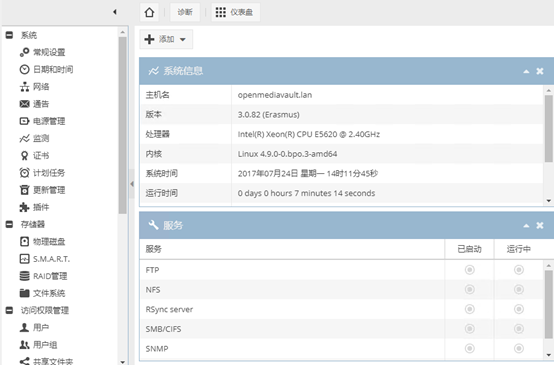 诊断
仪表盘
系统
常规设置
日期和时间
网络
通告
电源管理
监测
证书
计划任务
更新管理
插件
存储器
物理磁盘
S.M.A.R.T.
RAID管理
文件系统
访问权限管理
用户
用户组
共享文件夹
添加
系统信息
主机名 openmediavault.lan
版本 3.0.82 (Erasmus)
处理器 Intel(R) Xeon(R) CPU E5620 @ 2.40GHz
内核 Linux 4.9.0-0.bpo.3-amd64
系统时间 2017年07月24日 星期一 14时11分45秒
运行时间 0 days 0 hours 7 minutes 14 seconds
服务
服务 已启动 运行中
FTP
NFS
RSync server
SMB/CIFS
SNMP